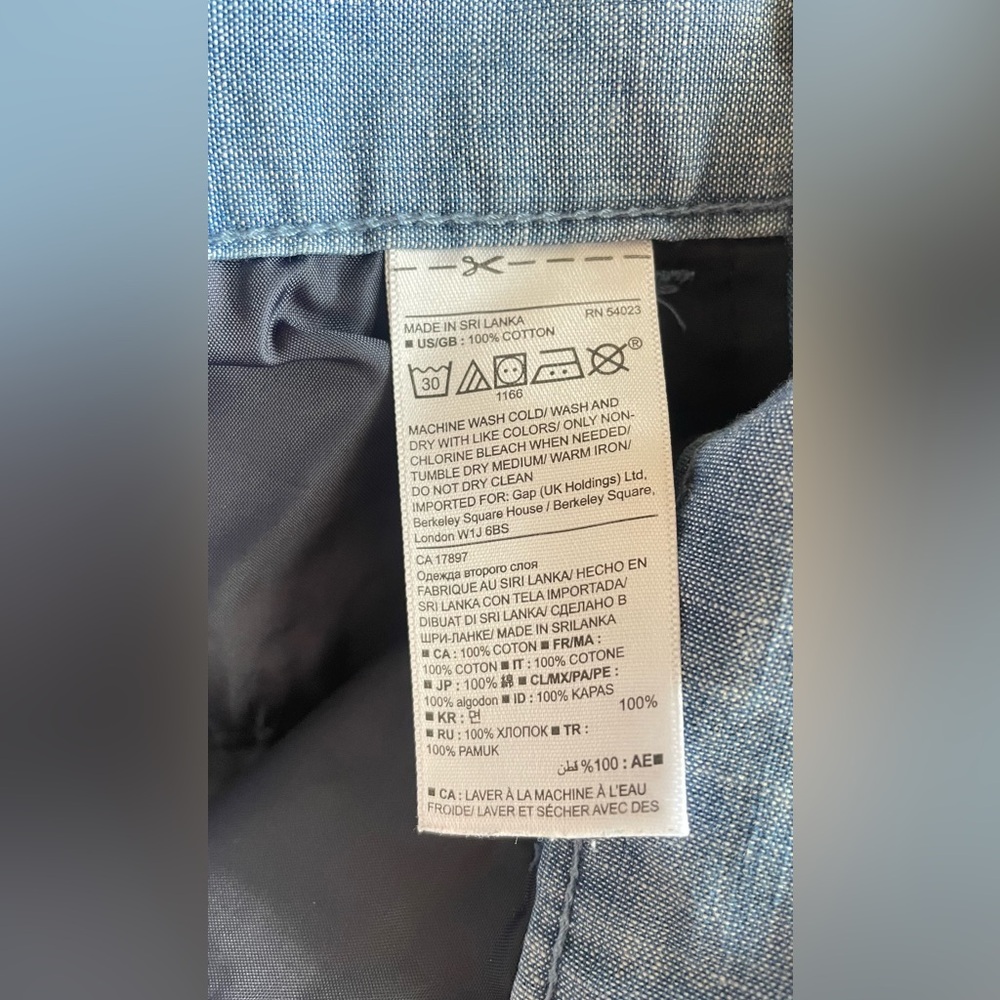 MADE IN SRI LANKA RN 54023
■ US/GB : 100% COTTON
30
®
1166
MACHINE WASH COLD/ WASH AND
DRY WITH LIKE COLORS/ ONLY NON-
CHLORINE BLEACH WHEN NEEDED/
TUMBLE DRY MEDIUM/ WARM IRON/
DO NOT DRY CLEAN
IMPORTED FOR: Gap (UK Holdings) Ltd,
Berkeley Square House / Berkeley Square,
London W1J 6BS
CA 17897
Одежда второго слоя
FABRIQUE AU SIRI LANKA/ HECHO EN
SRI LANKA CON TELA IMPORTADA/
DIBUAT DI SRI LANKA/ СДЕЛАНО В
ШРИ-ЛАНКЕ/ MADE IN SRILANKA
■ CA : 100% COTON ■ FR/MA :
100% COTON ■ IT : 100% COTONE
■ JP : 100% 綿 ■ CL/MX/PA/PE :
100% algodon ■ ID : 100% KAPAS
■ KR : 면 100%
■ RU : 100% ХЛОПОК ■ TR :
100% PAMUK
قطن %100 : AE■
■ CA : LAVER À LA MACHINE À L'EAU
FROIDE/ LAVER ET SÉCHER AVEC DES